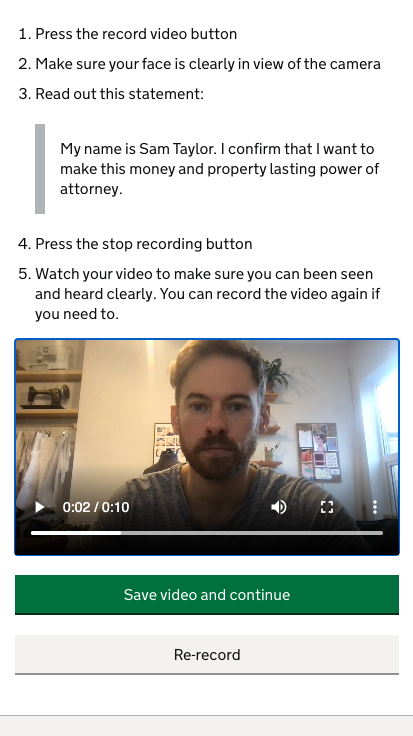 1. Press the record video button
2. Make sure your face is clearly in view of the camera
3. Read out this statement:
My name is Sam Taylor. I confirm that I want to
make this money and property lasting power of
attorney.
4. Press the stop recording button
5. Watch your video to make sure you can been seen
and heard clearly. You can record the video again if
you need to.
0:02 / 0:10
Save video and continue
Re-record